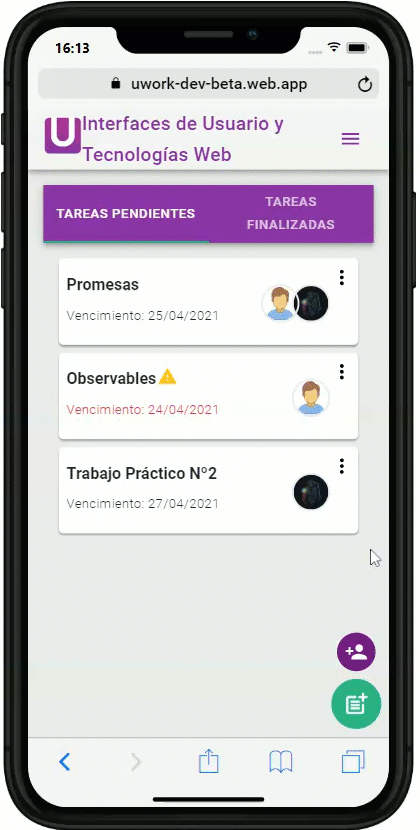 16:13
uwork-dev-beta.web.app
U
Interfaces de Usuario y
Tecnologías Web
TAREAS PENDIENTES
TAREAS
FINALIZADAS
Promesas
Vencimiento: 25/04/2021
Observables
Vencimiento: 24/04/2021
Trabajo Práctico N°2
Vencimiento: 27/04/2021